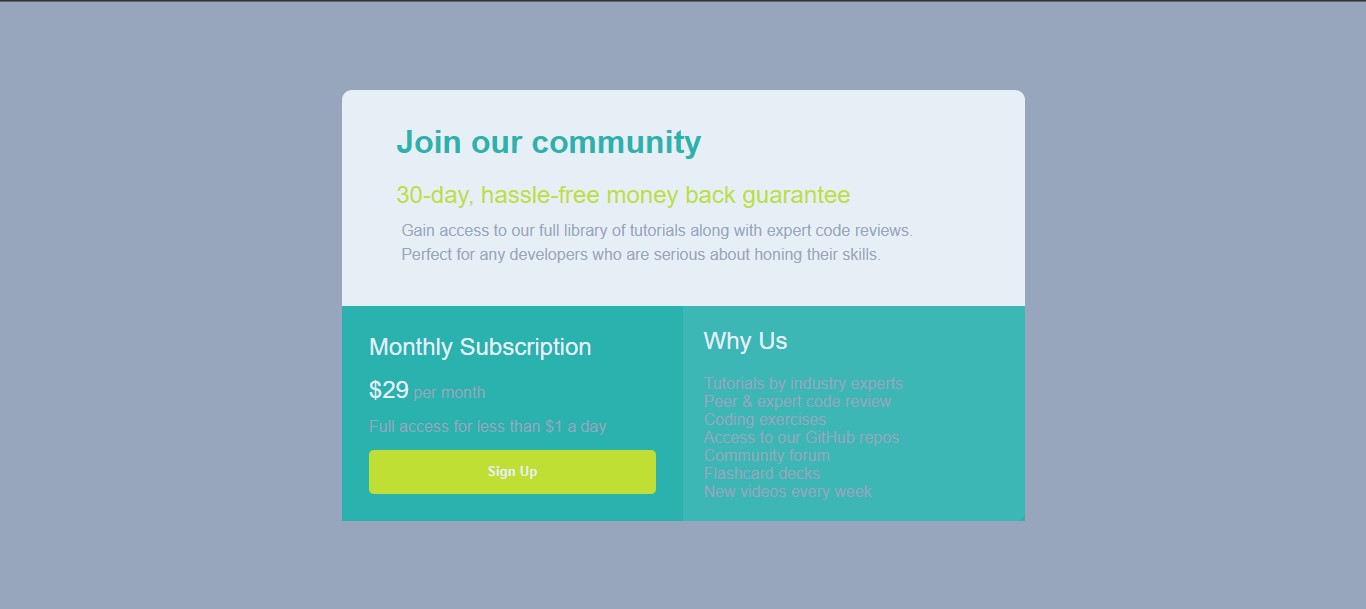 Join our community
30-day, hassle-free money back guarantee
Gain access to our full library of tutorials along with expert code reviews.
Perfect for any developers who are serious about honing their skills.
Monthly Subscription
$29 per month
Full access for less than $1 a day
Sign Up
Why Us
Tutorials by industry experts
Peer & expert code review
Coding exercises
Access to our GitHub repos
Community forum
Flashcard decks
New videos every week